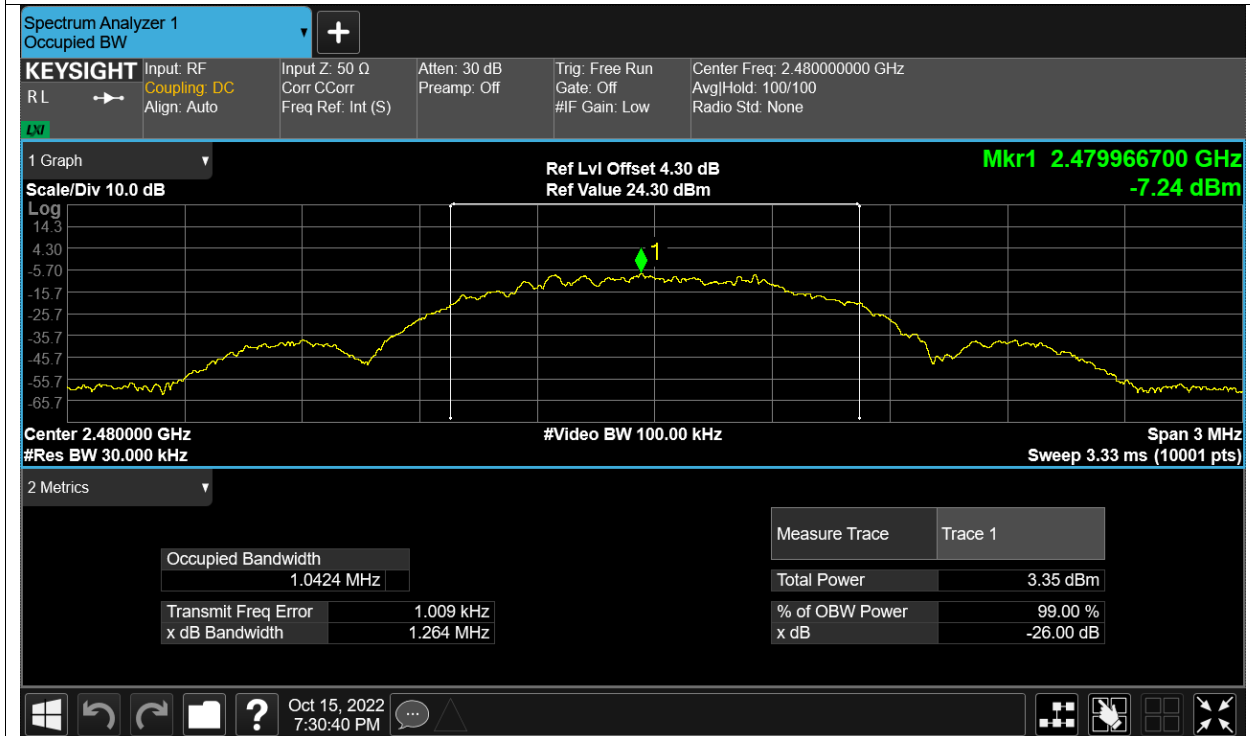 Spectrum Analyzer 1
Occupied BW
▼
+
KEYSIGHT
RL
LXI
Input: RF
Coupling: DC
Align: Auto
Input Z: 50 Ω
Corr CCorr
Freq Ref: Int (S)
Atten: 30 dB
Preamp: Off
Trig: Free Run
Gate: Off
#IF Gain: Low
Center Freq: 2.480000000 GHz
Avg|Hold: 100/100
Radio Std: None
1 Graph ▼
Scale/Div 10.0 dB
Ref Lvl Offset 4.30 dB
Ref Value 24.30 dBm
Mkr1 2.479966700 GHz
-7.24 dBm
Log
14.3
4.30
-5.70
-15.7
-25.7
-35.7
-45.7
-55.7
-65.7
1
Center 2.480000 GHz
#Res BW 30.000 kHz
#Video BW 100.00 kHz
Span 3 MHz
Sweep 3.33 ms (10001 pts)
2 Metrics ▼
Occupied Bandwidth
1.0424 MHz
Transmit Freq Error 1.009 kHz
x dB Bandwidth 1.264 MHz
Measure Trace Trace 1
Total Power 3.35 dBm
% of OBW Power 99.00 %
x dB -26.00 dB
?
Oct 15, 2022
7:30:40 PM